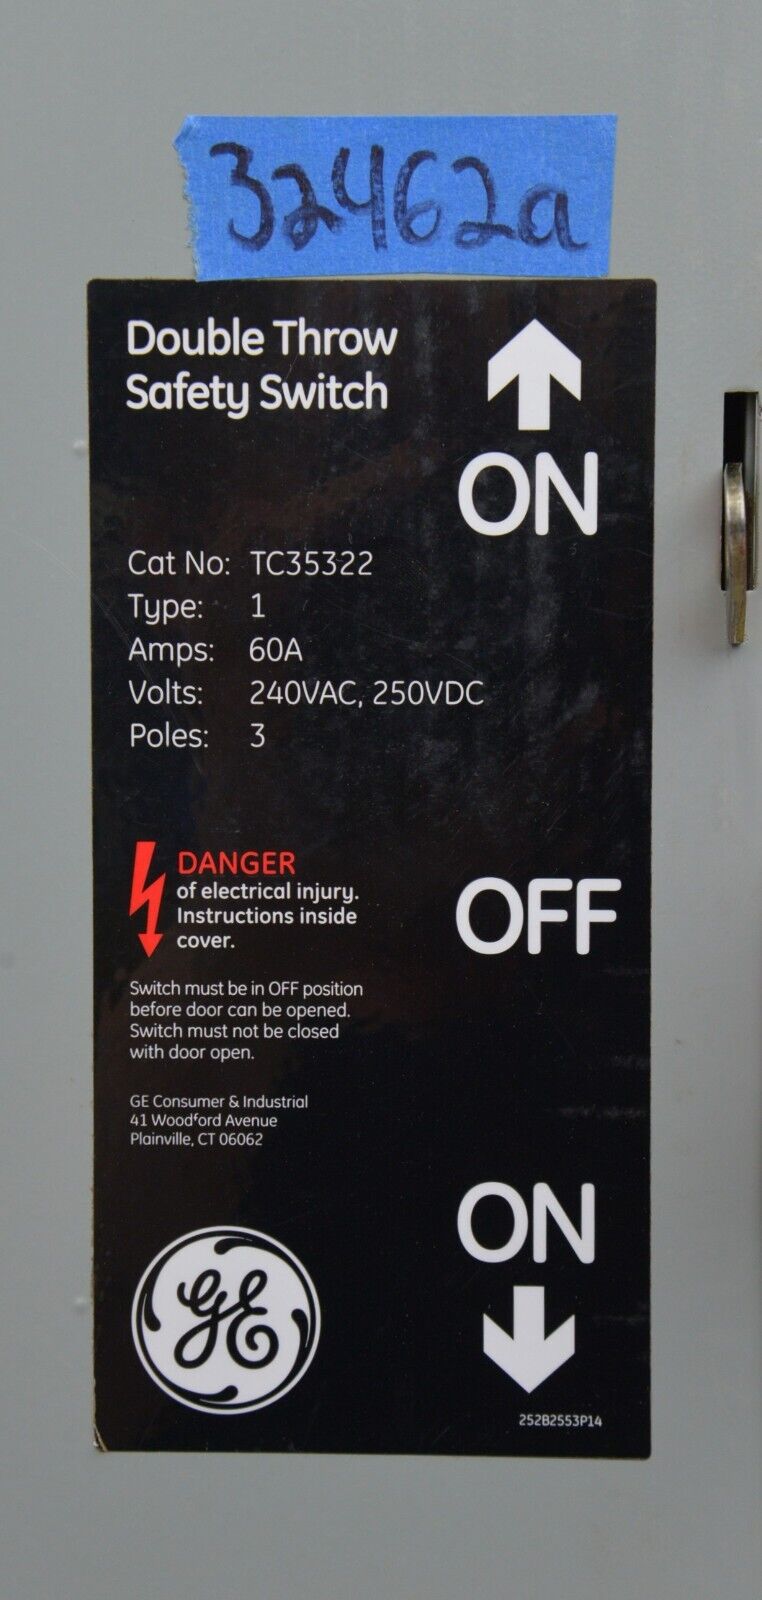 32462a
Double Throw
Safety Switch
ON
Cat No: TC35322
Type: 1
Amps: 60A
Volts: 240VAC, 250VDC
Poles: 3
DANGER
of electrical injury.
Instructions inside
cover.
OFF
Switch must be in OFF position
before door can be opened.
Switch must not be closed
with door open.
GE Consumer & Industrial
41 Woodford Avenue
Plainville, CT 06062
ON
GE
252B2553P14